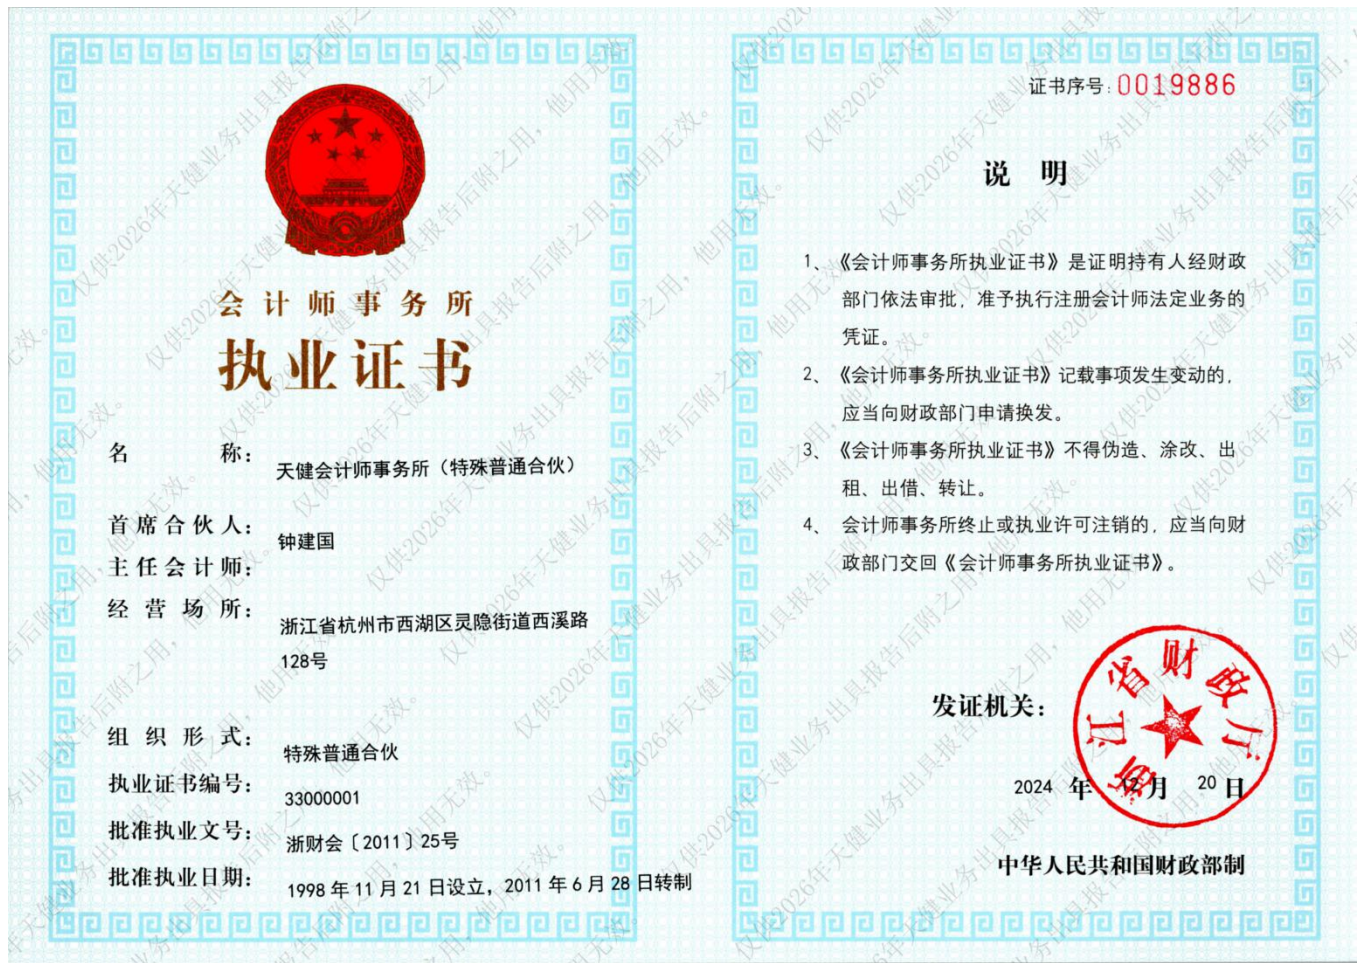 会计师事务所
执业证书
名称：天健会计师事务所（特殊普通合伙）
首席合伙人：钟建国
主任会计师：
经营场所：浙江省杭州市西湖区灵隐街道西溪路
128号
组织形式：特殊普通合伙
执业证书编号：33000001
批准执业文号：浙财会〔2011〕25号
批准执业日期：1998年11月21日设立，2011年6月28日转制
证书序号：0019886
说明
1、《会计师事务所执业证书》是证明持有人经财政
部门依法审批，准予执行注册会计师法定业务的
凭证。
2、《会计师事务所执业证书》记载事项发生变动的，
应当向财政部门申请换发。
3、《会计师事务所执业证书》不得伪造、涂改、出
租、出借、转让。
4、会计师事务所终止或执业许可注销的，应当向财
政部门交回《会计师事务所执业证书》。
发证机关：
浙江省财政厅
2024年12月20日
中华人民共和国财政部制
仅供2026年天健业务出具报告后附之用，他用无效。